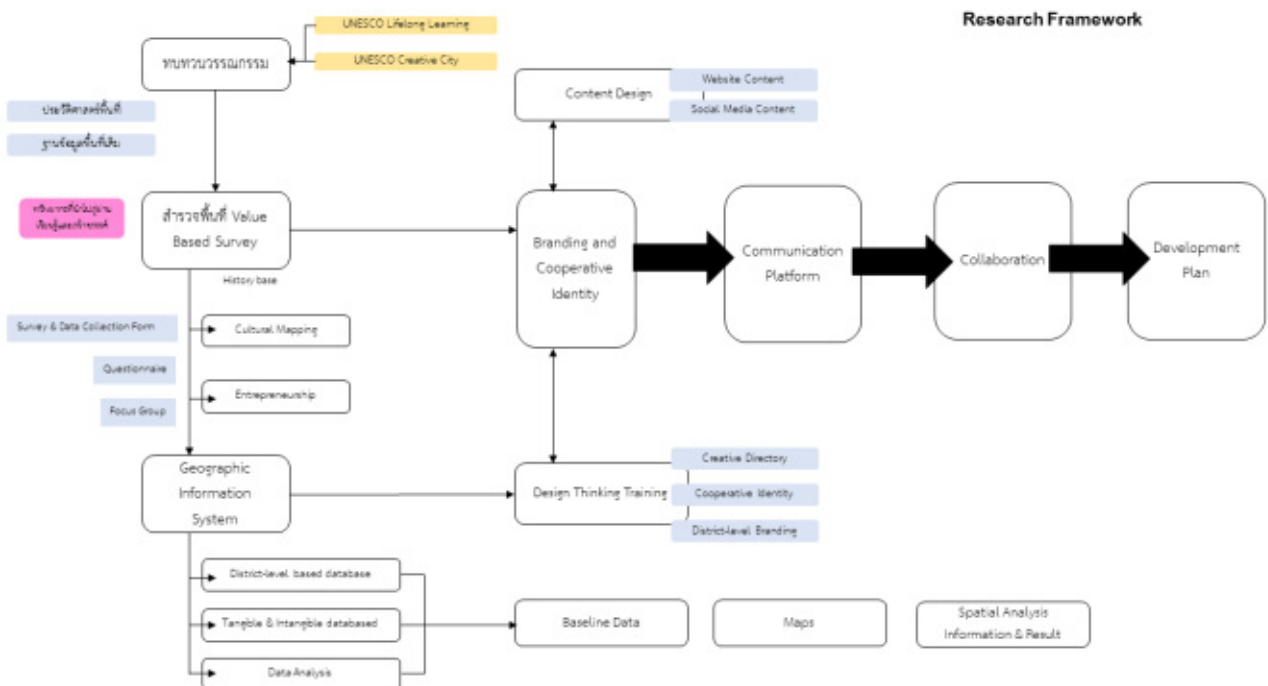 Research Framework
UNESCO Lifelong Learning
ทบทวนวรรณกรรม
UNESCO Creative City
Website Content
Content Design
Social Media Content
ประวัติศาสตร์พื้นที่
ฐานข้อมูลพื้นที่เดิม
สำรวจพื้นที่ Value
Based Survey
History base
Branding and
Cooperative
Identity
Communication
Platform
Collaboration
Development
Plan
Survey & Data Collection Form
Cultural Mapping
Questionnaire
Entrepreneurship
Focus Group
Geographic
Information
System
Creative Directory
Design Thinking Training
Cooperative Identity
District-level Branding
District-level based database
Tangible & Intangible databased
Data Analysis
Baseline Data
Maps
Spatial Analysis
Information & Result